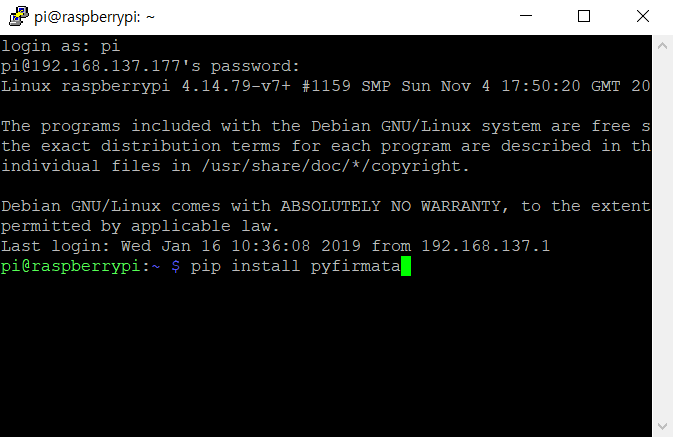 pi@raspberrypi: ~
login as: pi
pi@192.168.137.177's password:
Linux raspberrypi 4.14.79-v7+ #1159 SMP Sun Nov 4 17:50:20 GMT 20
The programs included with the Debian GNU/Linux system are free s
the exact distribution terms for each program are described in th
individual files in /usr/share/doc/*/copyright.
Debian GNU/Linux comes with ABSOLUTELY NO WARRANTY, to the extent
permitted by applicable law.
Last login: Wed Jan 16 10:36:08 2019 from 192.168.137.1
pi@raspberrypi:~ $ pip install pyfirmata